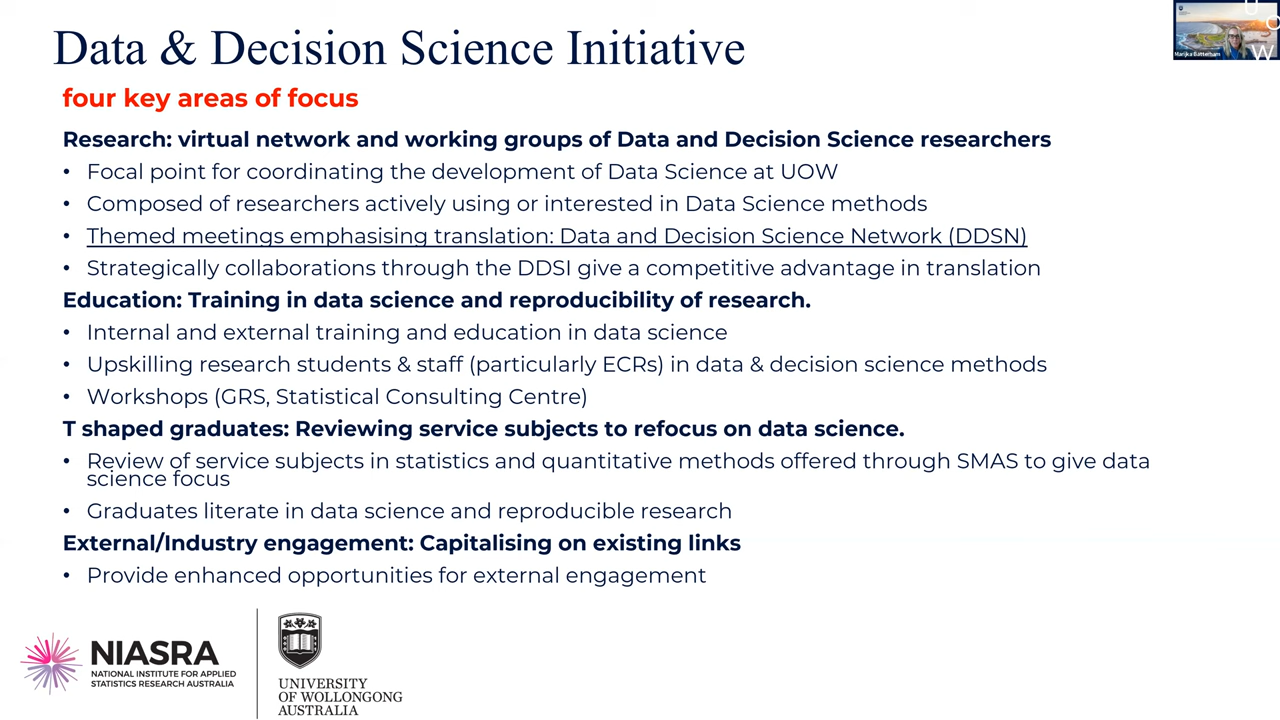 Data & Decision Science Initiative
four key areas of focus
Research: virtual network and working groups of Data and Decision Science researchers
• Focal point for coordinating the development of Data Science at UOW
• Composed of researchers actively using or interested in Data Science methods
• Themed meetings emphasising translation: Data and Decision Science Network (DDSN)
• Strategically collaborations through the DDSI give a competitive advantage in translation
Education: Training in data science and reproducibility of research.
• Internal and external training and education in data science
• Upskilling research students & staff (particularly ECRs) in data & decision science methods
• Workshops (GRS, Statistical Consulting Centre)
T shaped graduates: Reviewing service subjects to refocus on data science.
• Review of service subjects in statistics and quantitative methods offered through SMAS to give data
science focus
• Graduates literate in data science and reproducible research
External/Industry engagement: Capitalising on existing links
• Provide enhanced opportunities for external engagement
NIASRA
NATIONAL INSTITUTE FOR APPLIED
STATISTICS RESEARCH AUSTRALIA
UNIVERSITY
OF WOLLONGONG
AUSTRALIA
U
O
W
Marijka Batterham